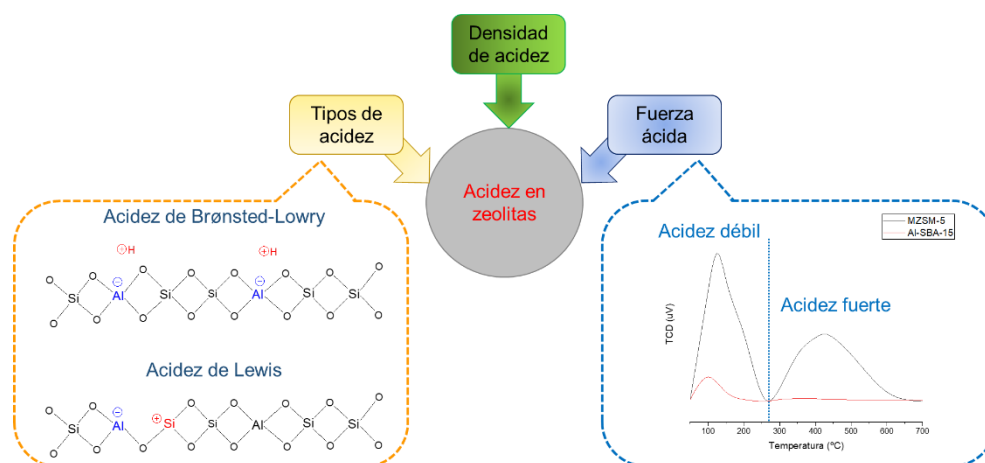 Densidad
de acidez
Tipos de
acidez
Fuerza
ácida
Acidez en
zeolitas
Acidez de Brønsted-Lowry
⊕H ⊕H
O O O O O O O O
Si Al Si Si Al Si Si
⊖ ⊖
O O O O O O O O
Acidez de Lewis
O O O O O O
⊖ ⊕
Si Al Si Si Al Si Si
O O O O O O O
MZSM-5
Al-SBA-15
Acidez débil
Acidez fuerte
TCD (uV)
100 200 300 400 500 600 700
Temperatura (ºC)